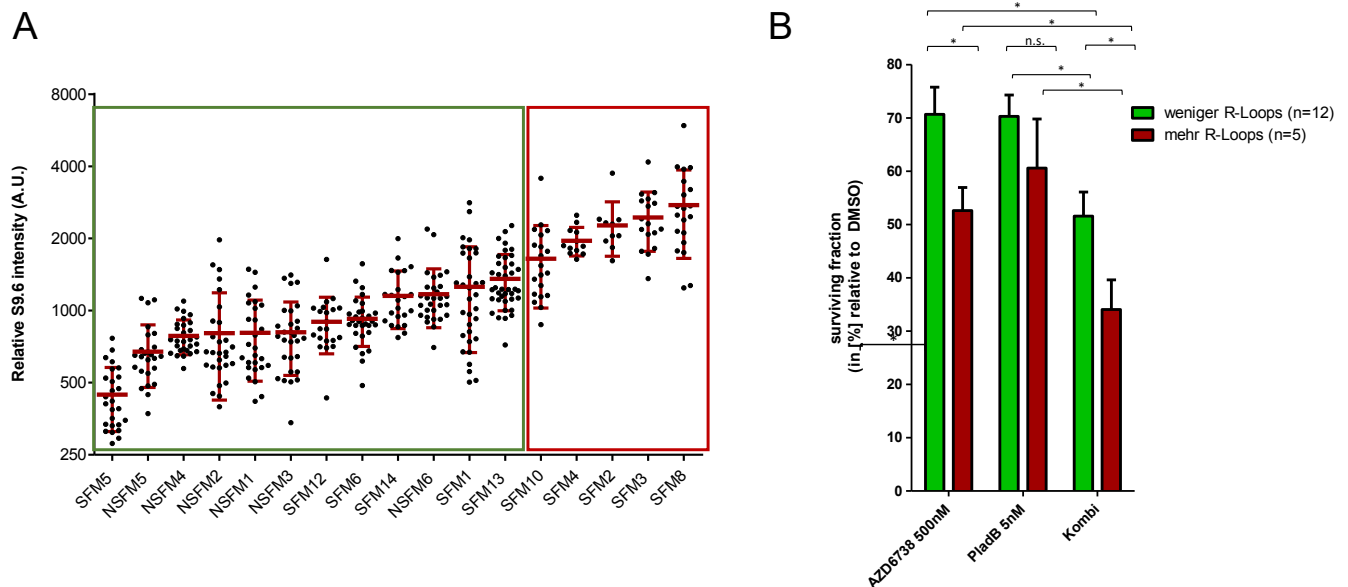 A
Relative S9.6 intensity (A.U.)
8000
4000
2000
1000
500
250
SFM5
NSFM5
NSFM4
NSFM2
NSFM1
NSFM3
SFM12
SFM6
SFM14
NSFM6
SFM1
SFM13
SFM10
SFM4
SFM2
SFM3
SFM8
B
*
*
*
n.s.
*
*
*
surviving fraction
(in [%] relative to DMSO)
*
80
70
60
50
40
30
20
10
0
AZD6738 500nM
PladB 5nM
Kombi
weniger R-Loops (n=12)
mehr R-Loops (n=5)